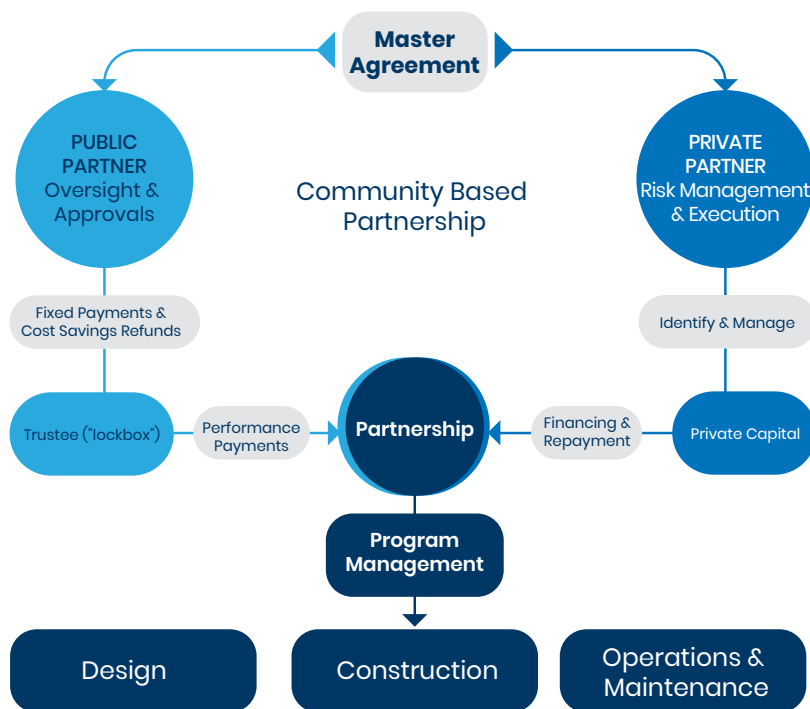 Master
Agreement
PUBLIC
PARTNER
Oversight &
Approvals
Community Based
Partnership
PRIVATE
PARTNER
Risk Management
& Execution
Fixed Payments &
Cost Savings Refunds
Identify & Manage
Trustee ("lockbox")
Performance
Payments
Partnership
Financing &
Repayment
Private Capital
Program
Management
Design
Construction
Operations &
Maintenance